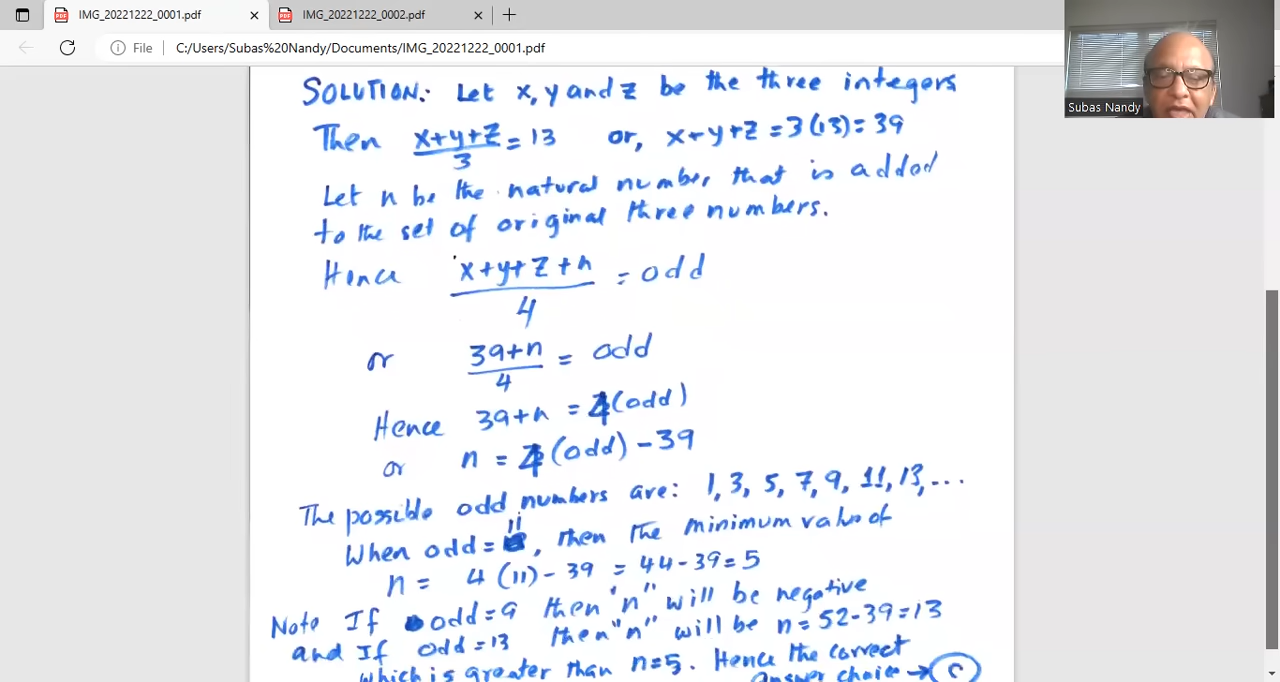 IMG_20221222_0001.pdf
IMG_20221222_0002.pdf
File C:/Users/Subas%20Nandy/Documents/IMG_20221222_0001.pdf
Subas Nandy
SOLUTION: Let x, y and z be the three integers
Then x+y+z/3 = 13 or, x+y+z = 3(13) = 39
Let n be the natural number that is added
to the set of original three numbers.
Hence x+y+z+n/4 = odd
or 39+n/4 = odd
Hence 39+n = 4(odd)
or n = 4(odd) - 39
The possible odd numbers are: 1, 3, 5, 7, 9, 11, 13, ...
When odd = 11, then the minimum value of
n = 4(11) - 39 = 44 - 39 = 5
Note If odd = 9 then "n" will be negative
and If odd = 13 then "n" will be n = 52 - 39 = 13
which is greater than n = 5. Hence the correct
answer choice →